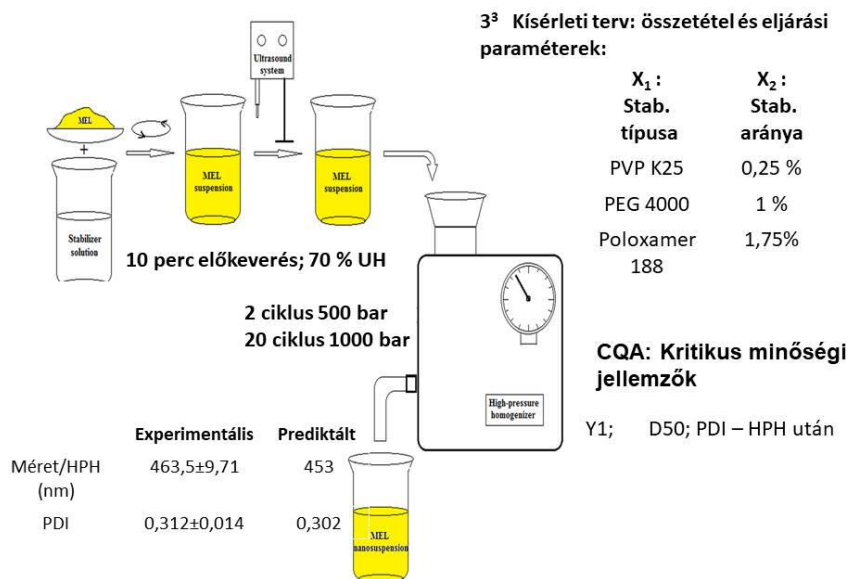 3³ Kísérleti terv: összetétel és eljárási
paraméterek:
X₁ :
Stab.
típusa
X₂ :
Stab.
aránya
PVP K25 0,25 %
PEG 4000 1 %
Poloxamer
188
1,75%
Ultrasound
system
MEL
+
Stabilizer
solution
MEL
suspension
MEL
suspension
10 perc előkeverés; 70 % UH
2 ciklus 500 bar
20 ciklus 1000 bar
High-pressure
homogenizer
CQA: Kritikus minőségi
jellemzők
Y1; D50; PDI – HPH után
Experimentális Prediktált
Méret/HPH
(nm)
463,5±9,71 453
PDI 0,312±0,014 0,302
MEL
nanosuspension